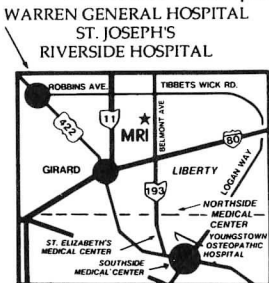 WARREN GENERAL HOSPITAL
ST. JOSEPH'S
RIVERSIDE HOSPITAL
ROBBINS AVE.
TIBBETS WICK RD.
422
11
MRI
BELMONT AVE
80
GIRARD
LIBERTY
LOGAN WAY
193
NORTHSIDE
MEDICAL
CENTER
ST. ELIZABETH'S
MEDICAL CENTER
YOUNGSTOWN
OSTEOPATHIC
HOSPITAL
SOUTHSIDE
MEDICAL CENTER